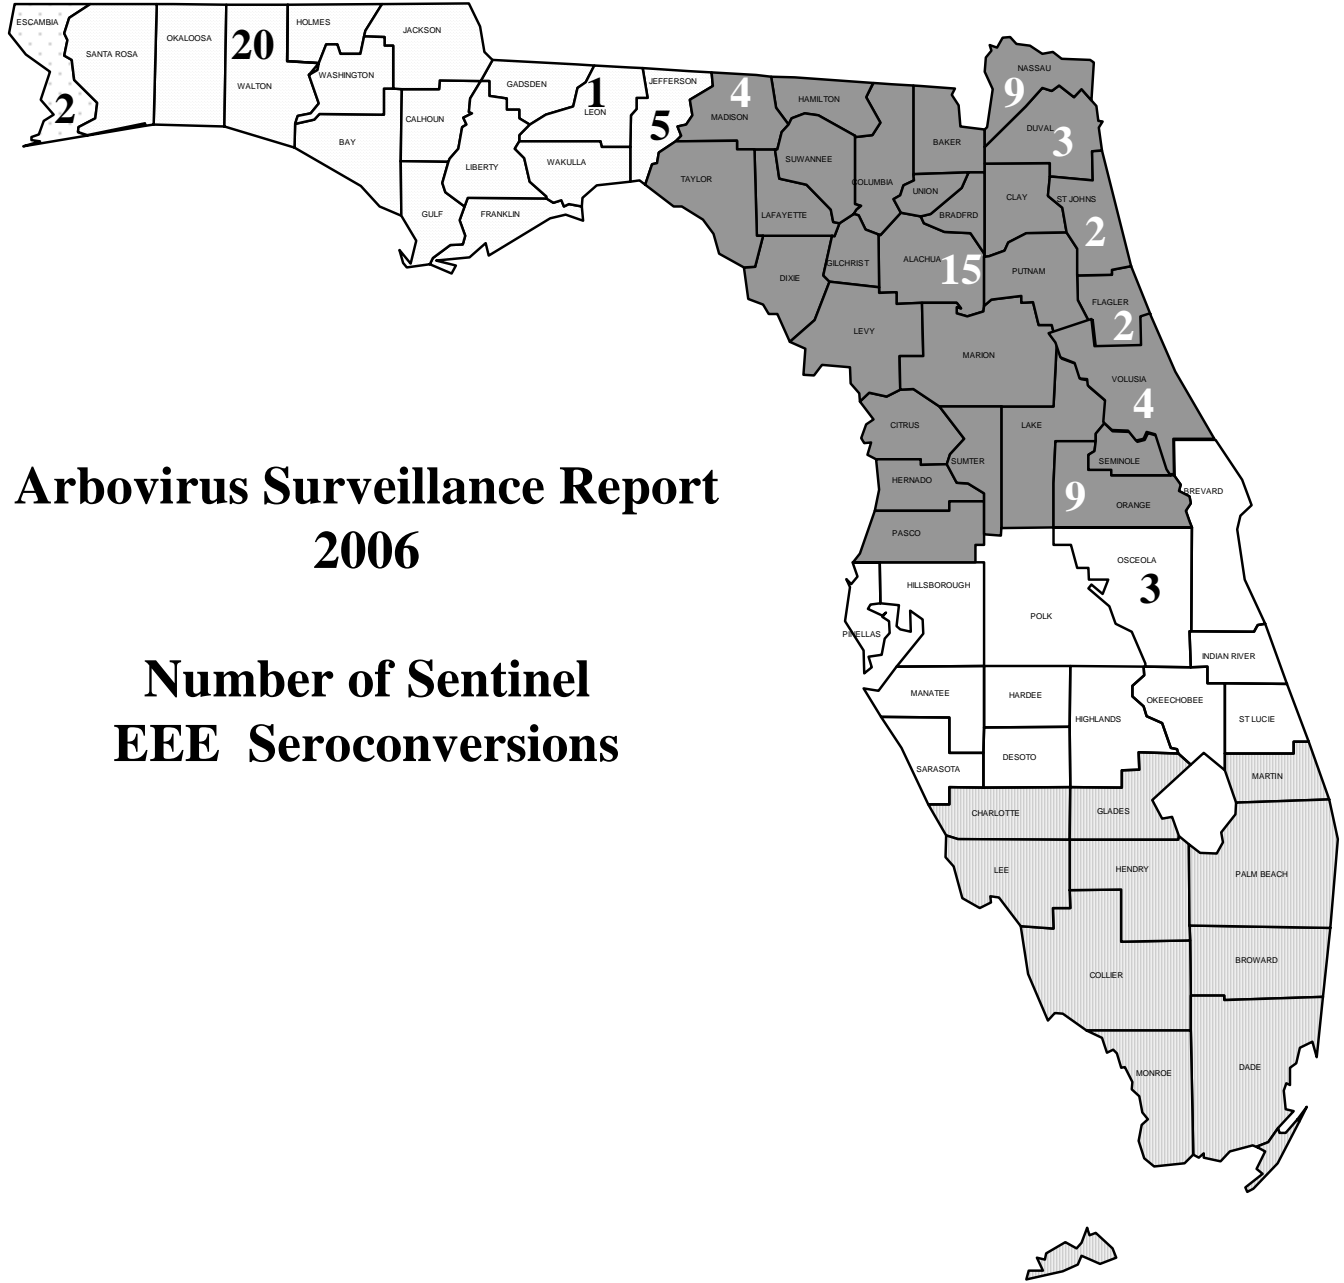 ESCAMBIA
SANTA ROSA
OKALOOSA
20
WALTON
HOLMES
JACKSON
WASHINGTON
2
BAY
CALHOUN
GULF
GADSDEN
LIBERTY
FRANKLIN
1
LEON
WAKULLA
JEFFERSON
5
4
MADISON
TAYLOR
HAMILTON
SUWANNEE
LAFAYETTE
DIXIE
COLUMBIA
GILCHRIST
BAKER
UNION
BRADFRD
ALACHUA
15
NASSAU
9
DUVAL
3
CLAY
ST JOHNS
2
PUTNAM
FLAGLER
2
LEVY
MARION
VOLUSIA
4
CITRUS
SUMTER
LAKE
SEMINOLE
HERNADO
9
ORANGE
BREVARD
PASCO
Arbovirus Surveillance Report
2006
Number of Sentinel
EEE Seroconversions
OSCEOLA
3
HILLSBOROUGH
POLK
PINELLAS
INDIAN RIVER
MANATEE
HARDEE
HIGHLANDS
OKEECHOBEE
ST LUCIE
SARASOTA
DESOTO
MARTIN
CHARLOTTE
GLADES
LEE
HENDRY
PALM BEACH
COLLIER
BROWARD
MONROE
DADE